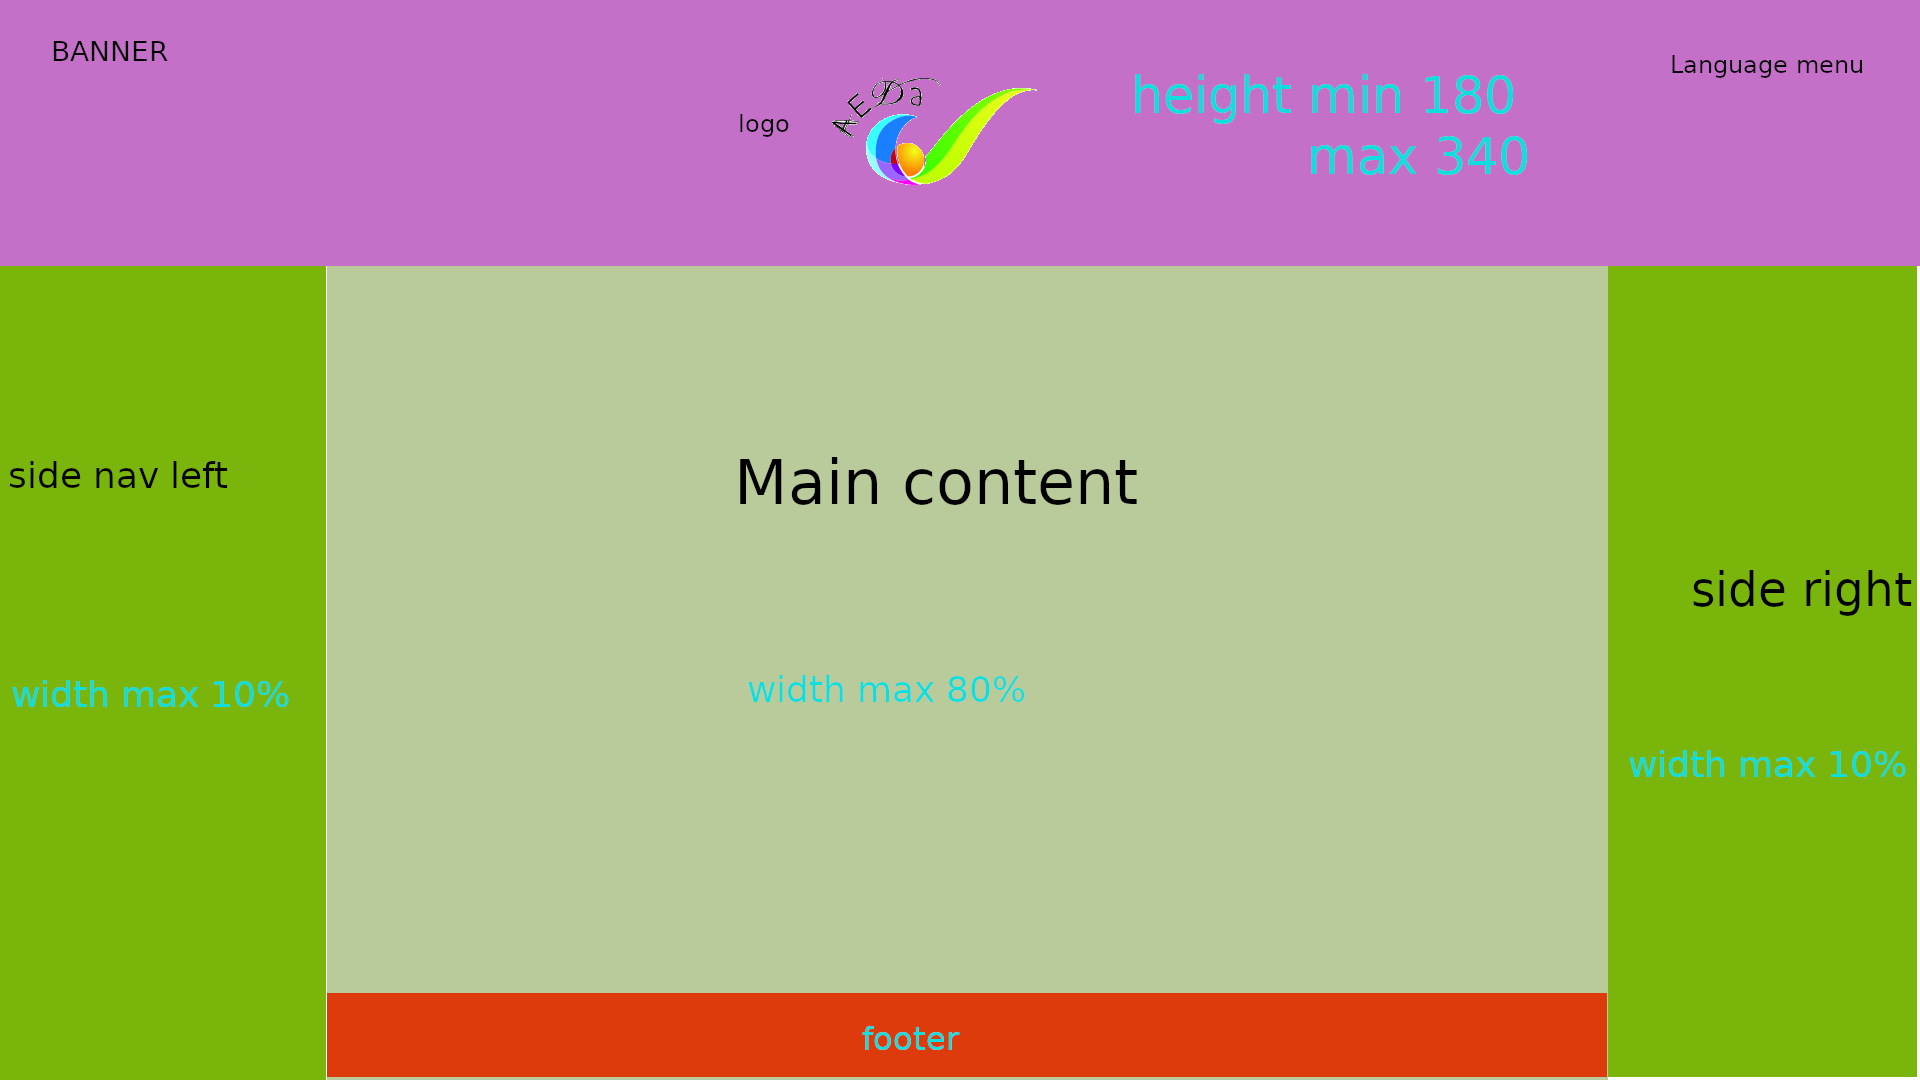 BANNER
Language menu
height min 180
max 340
logo
AEDa
side nav left
Main content
side right
width max 10%
width max 80%
width max 10%
footer